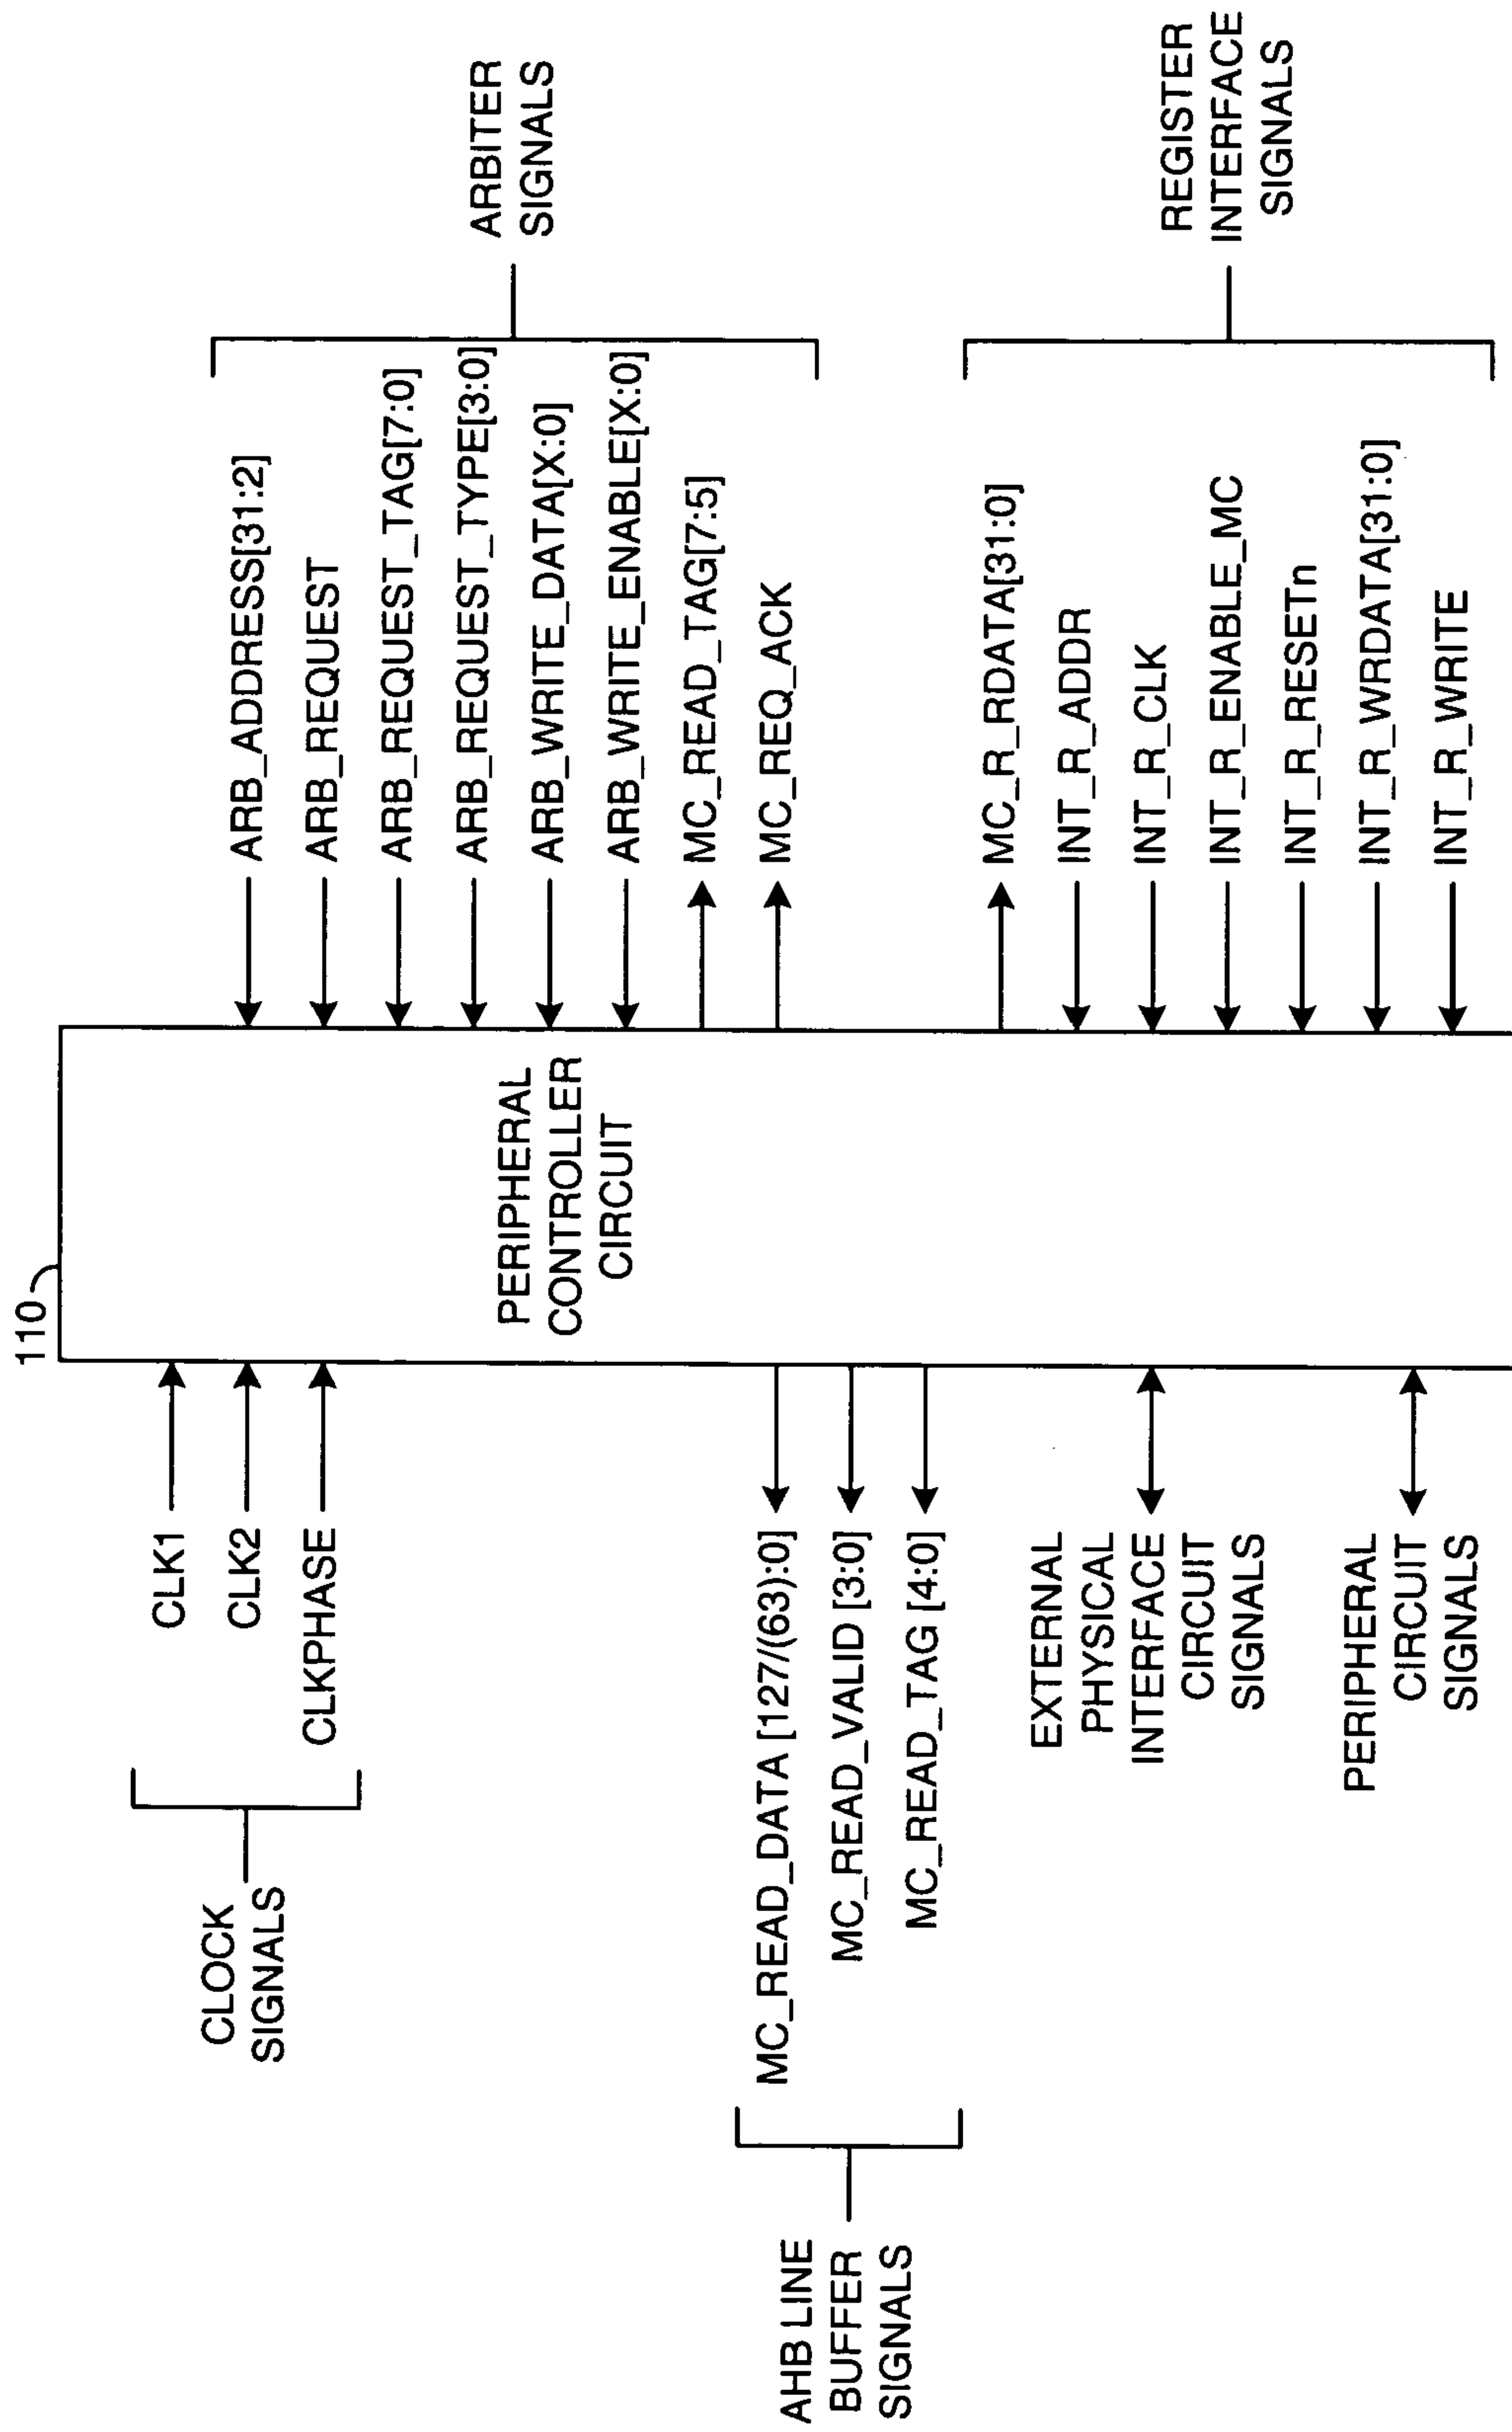 110
CLOCK
SIGNALS
CLK1
CLK2
CLKPHASE
AHB LINE
BUFFER
SIGNALS
MC_READ_DATA [127/(63):0]
MC_READ_VALID [3:0]
MC_READ_TAG [4:0]
EXTERNAL
PHYSICAL
INTERFACE
CIRCUIT
SIGNALS
PERIPHERAL
CIRCUIT
SIGNALS
PERIPHERAL
CONTROLLER
CIRCUIT
ARB_ADDRESS[31:2]
ARB_REQUEST
ARB_REQUEST_TAG[7:0]
ARB_REQUEST_TYPE[3:0]
ARB_WRITE_DATA[X:0]
ARB_WRITE_ENABLE[X:0]
MC_READ_TAG[7:5]
MC_REQ_ACK
ARBITER
SIGNALS
MC_R_RDATA[31:0]
INT_R_ADDR
INT_R_CLK
INT_R_ENABLE_MC
INT_R_RESETn
INT_R_WRDATA[31:0]
INT_R_WRITE
REGISTER
INTERFACE
SIGNALS